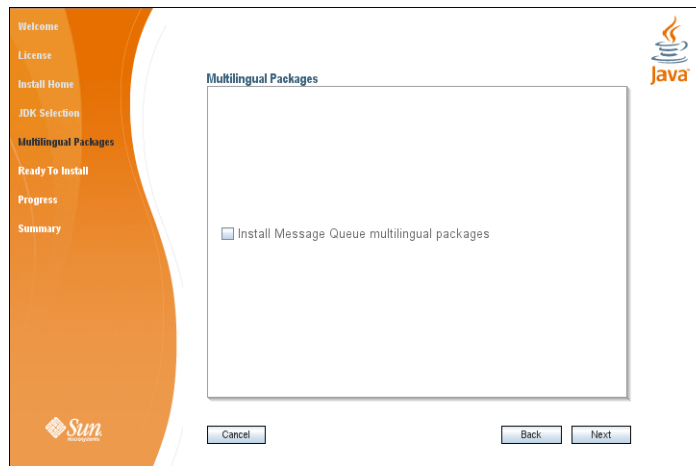 Welcome
License
Install Home
JDK Selection
Multilingual Packages
Ready To Install
Progress
Summary
Sun
microsystems
Multilingual Packages
Install Message Queue multilingual packages
Cancel
Back
Next
Java